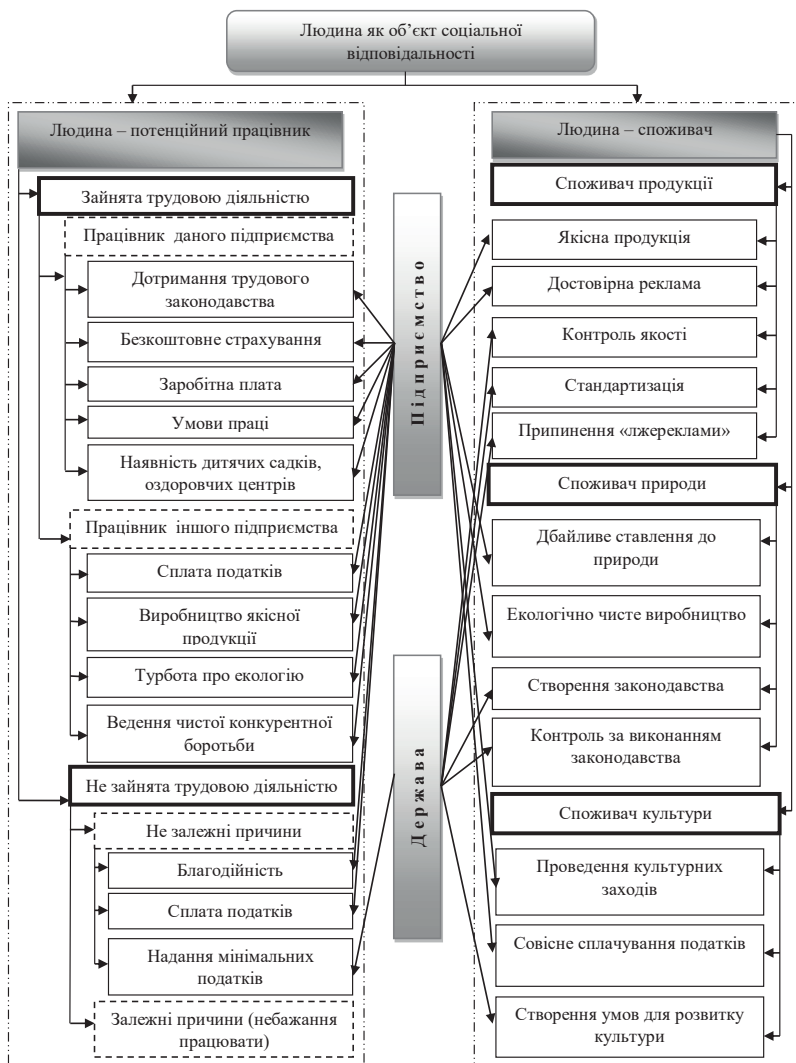 Людина як об’єкт соціальної
відповідальності
Людина – потенційний працівник
Зайнята трудовою діяльністю
Працівник даного підприємства
Дотримання трудового
законодавства
Безкоштовне страхування
Заробітна плата
Умови праці
Наявність дитячих садків,
оздоровчих центрів
Працівник іншого підприємства
Сплата податків
Виробництво якісної
продукції
Турбота про екологію
Ведення чистої конкурентної
боротьби
Не зайнята трудовою діяльністю
Не залежні причини
Благодійність
Сплата податків
Надання мінімальних
податків
Залежні причини (небажання
працювати)
Підприємство
Держава
Людина – споживач
Споживач продукції
Якісна продукція
Достовірна реклама
Контроль якості
Стандартизація
Припинення «лжереклами»
Споживач природи
Дбайливе ставлення до
природи
Екологічно чисте виробництво
Створення законодавства
Контроль за виконанням
законодавства
Споживач культури
Проведення культурних
заходів
Совісне сплачування податків
Створення умов для розвитку
культури